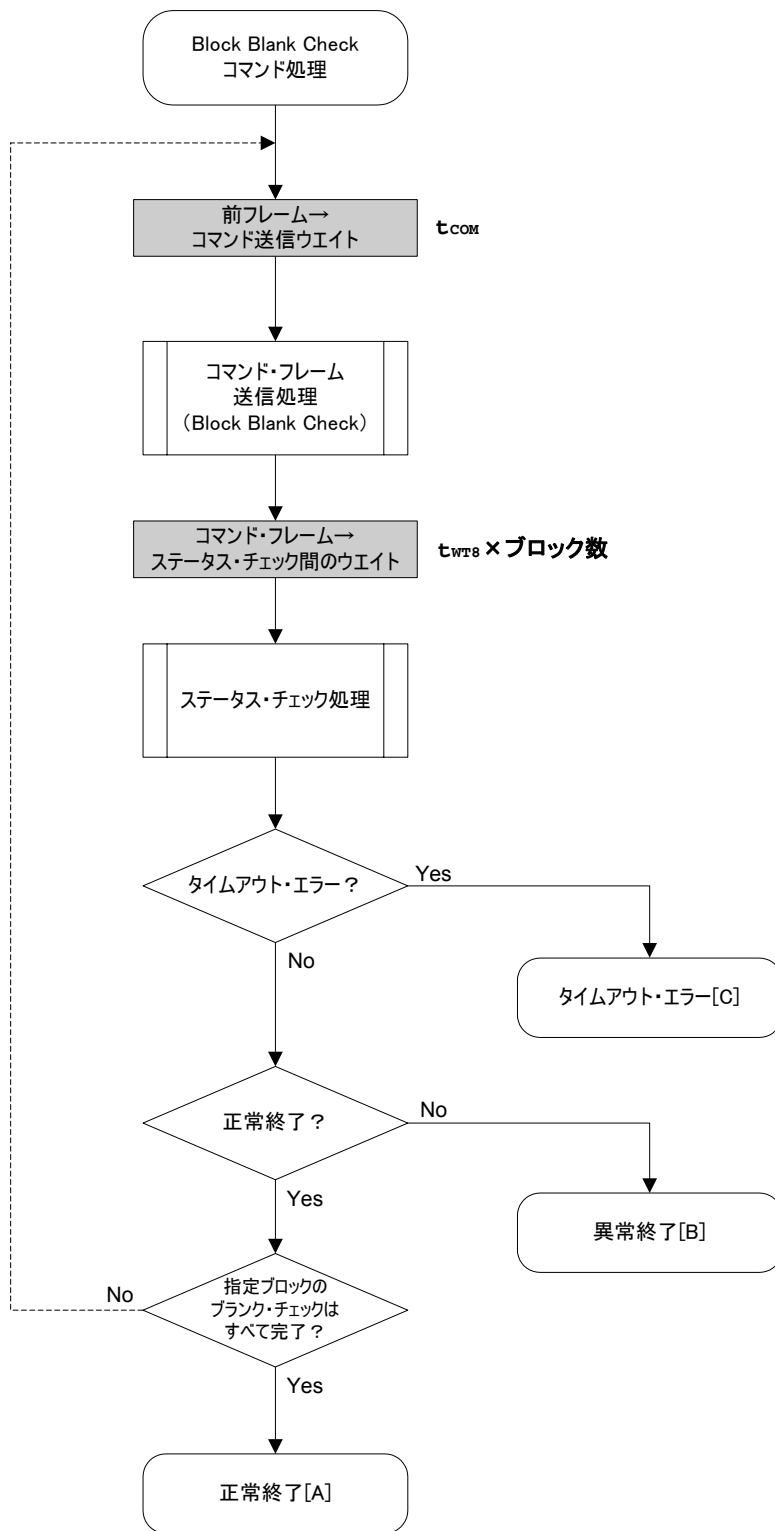 Block Blank Check
コマンド処理
前フレーム→
コマンド送信ウエイト
tCOM
コマンド・フレーム
送信処理
（Block Blank Check）
コマンド・フレーム→
ステータス・チェック間のウエイト
tWT8×ブロック数
ステータス・チェック処理
タイムアウト・エラー？
Yes
No
タイムアウト・エラー[C]
正常終了？
No
Yes
異常終了[B]
指定ブロックの
ブランク・チェックは
すべて完了？
No
Yes
正常終了[A]